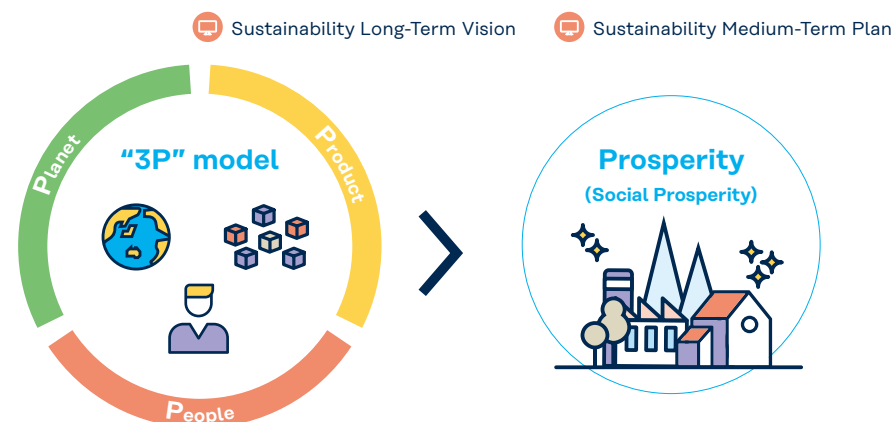 Sustainability Long-Term Vision
Sustainability Medium-Term Plan
Planet
Product
“3P” model
People
Prosperity
(Social Prosperity)